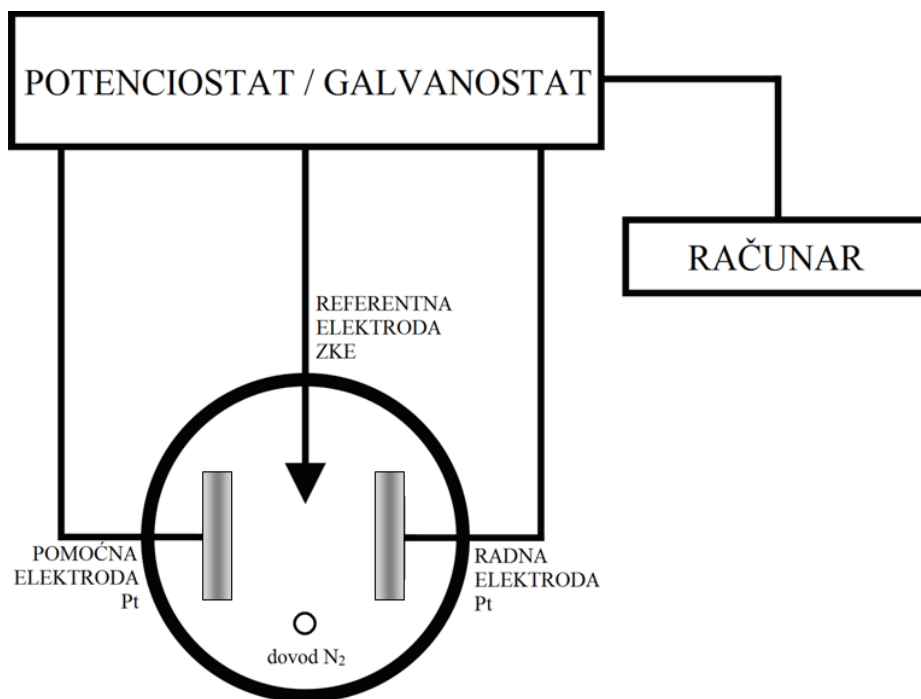 POTENCIOSTAT / GALVANOSTAT
RAČUNAR
REFERENTNA
ELEKTRODA
ZKE
POMOĆNA
ELEKTRODA
Pt
RADNA
ELEKTRODA
Pt
dovod N₂